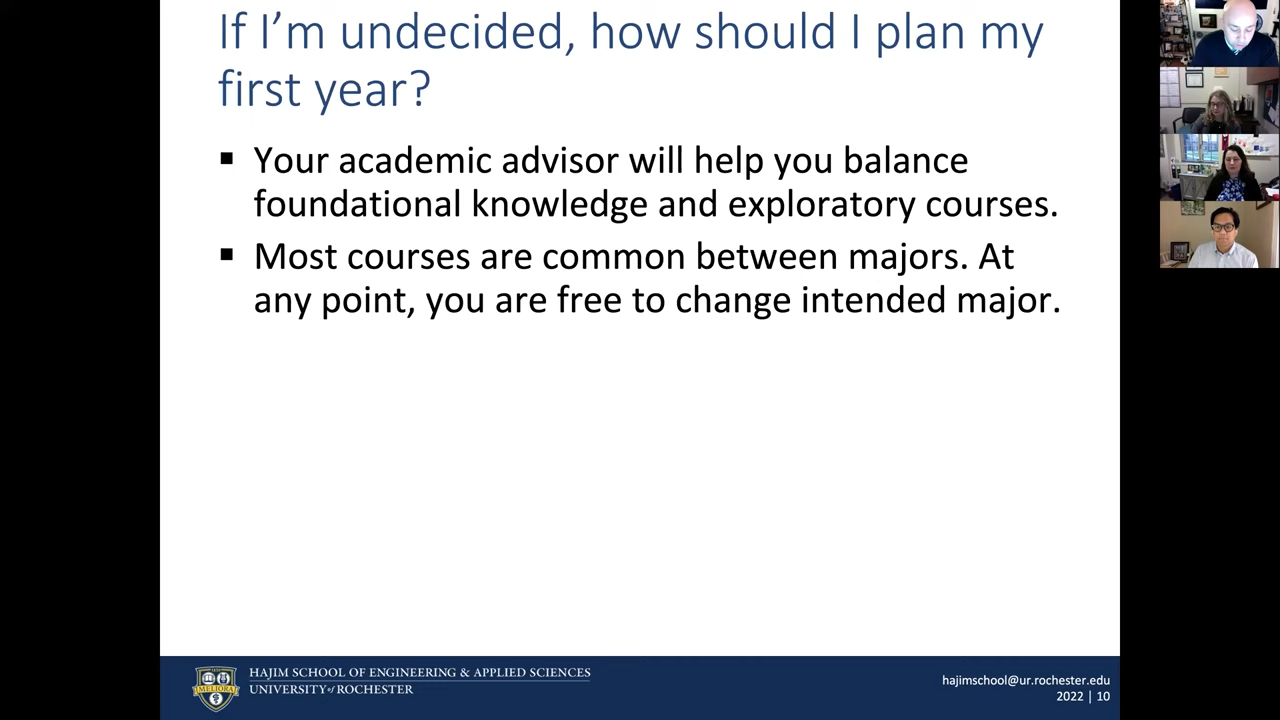 If I’m undecided, how should I plan my
first year?
▪ Your academic advisor will help you balance
foundational knowledge and exploratory courses.
▪ Most courses are common between majors. At
any point, you are free to change intended major.
MELIORA
HAJIM SCHOOL OF ENGINEERING & APPLIED SCIENCES
UNIVERSITY of ROCHESTER
hajimschool@ur.rochester.edu
2022 | 10